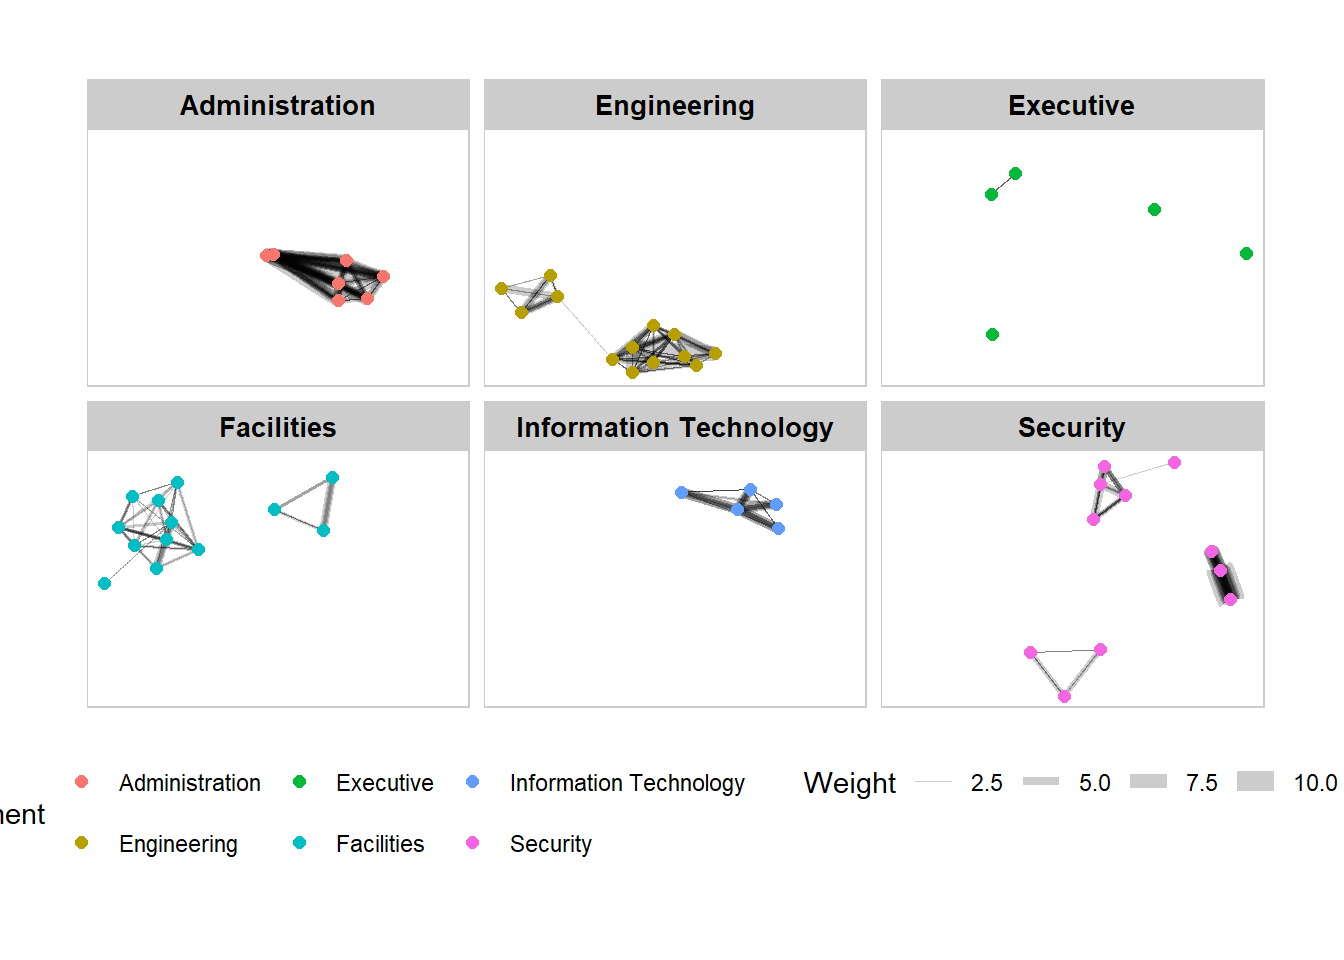 Administration Engineering Executive
Facilities Information Technology Security
Administration Executive Information Technology Weight 2.5 5.0 7.5 10.0
nent
Engineering Facilities Security